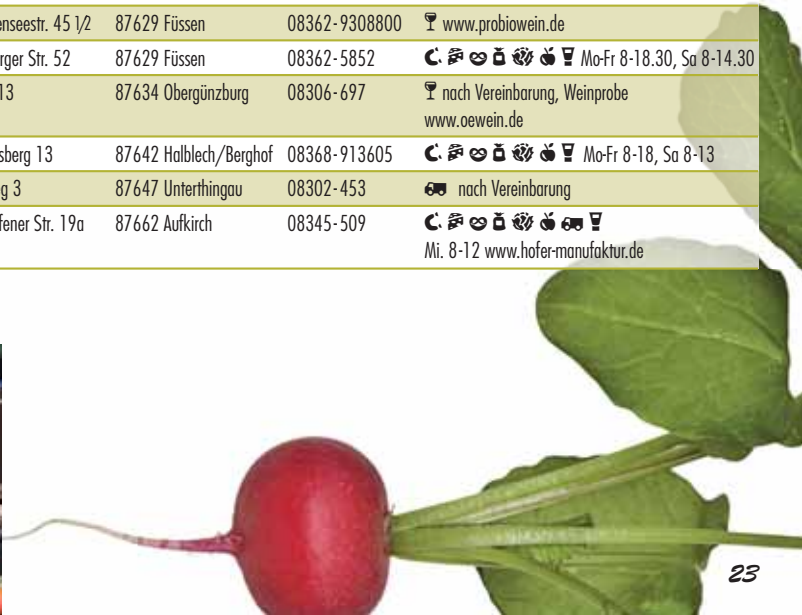 enseestr. 45 1/2 87629 Füssen 08362-9308800 www.probiowein.de
rger Str. 52 87629 Füssen 08362-5852 Mo-Fr 8-18.30, Sa 8-14.30
13 87634 Obergünzburg 08306-697 nach Vereinbarung, Weinprobe
www.oewein.de
sberg 13 87642 Halblech/Berghof 08368-913605 Mo-Fr 8-18, Sa 8-13
g 3 87647 Unterthingau 08302-453 nach Vereinbarung
fener Str. 19a 87662 Aufkirch 08345-509
Mi. 8-12 www.hofer-manufaktur.de
23